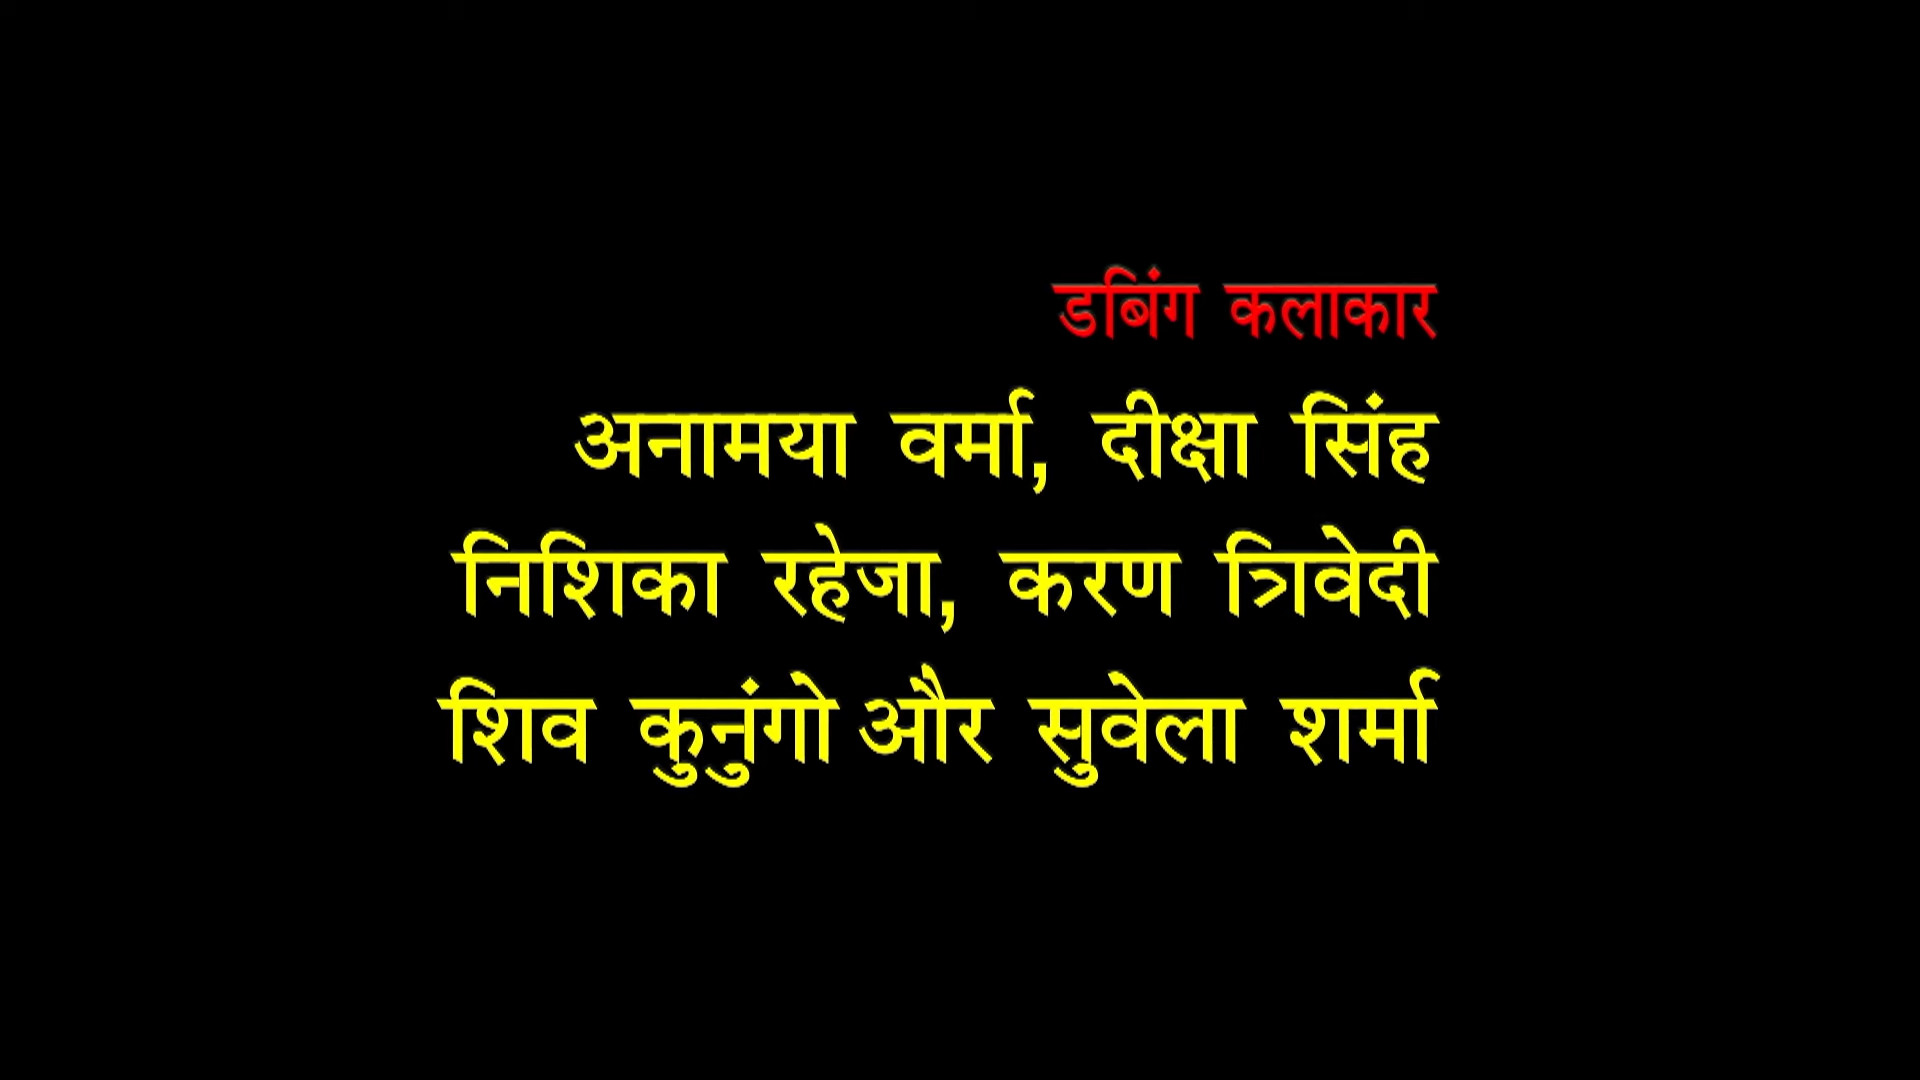 डबिंग कलाकार
अनामया वर्मा, दीक्षा सिंह
निशिका रहेजा, करण त्रिवेदी
शिव कुनुंगो और सुवेला शर्मा